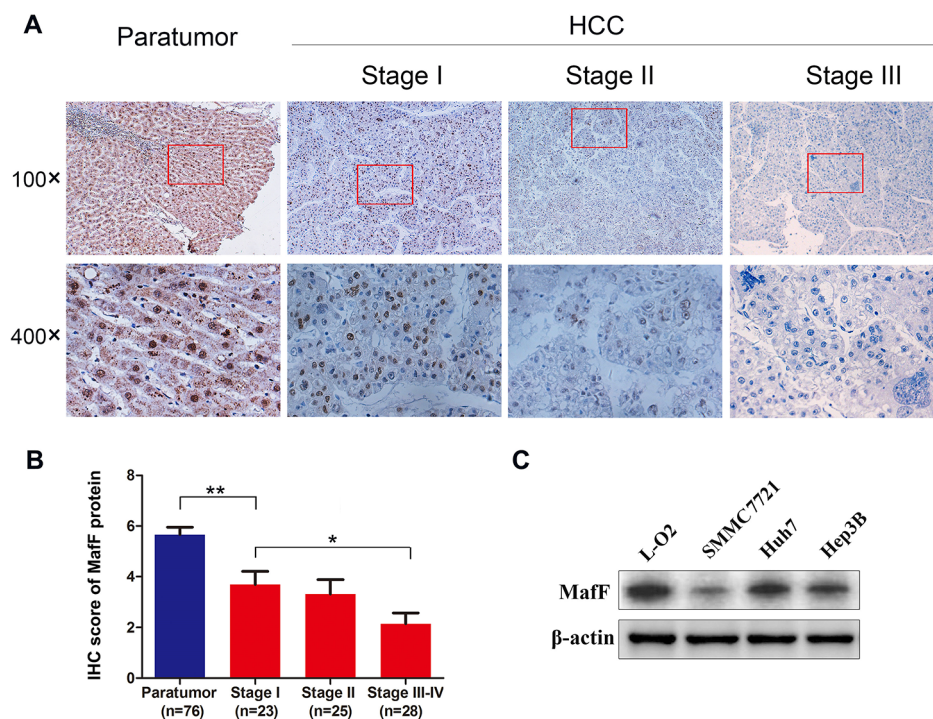 A
Paratumor
HCC
Stage I
Stage II
Stage III
100×
400×
B
IHC score of MafF protein
8
6
4
2
0
**
*
Paratumor
(n=76)
Stage I
(n=23)
Stage II
(n=25)
Stage III-IV
(n=28)
C
L-O2
SMMC7721
Huh7
Hep3B
MafF
β-actin